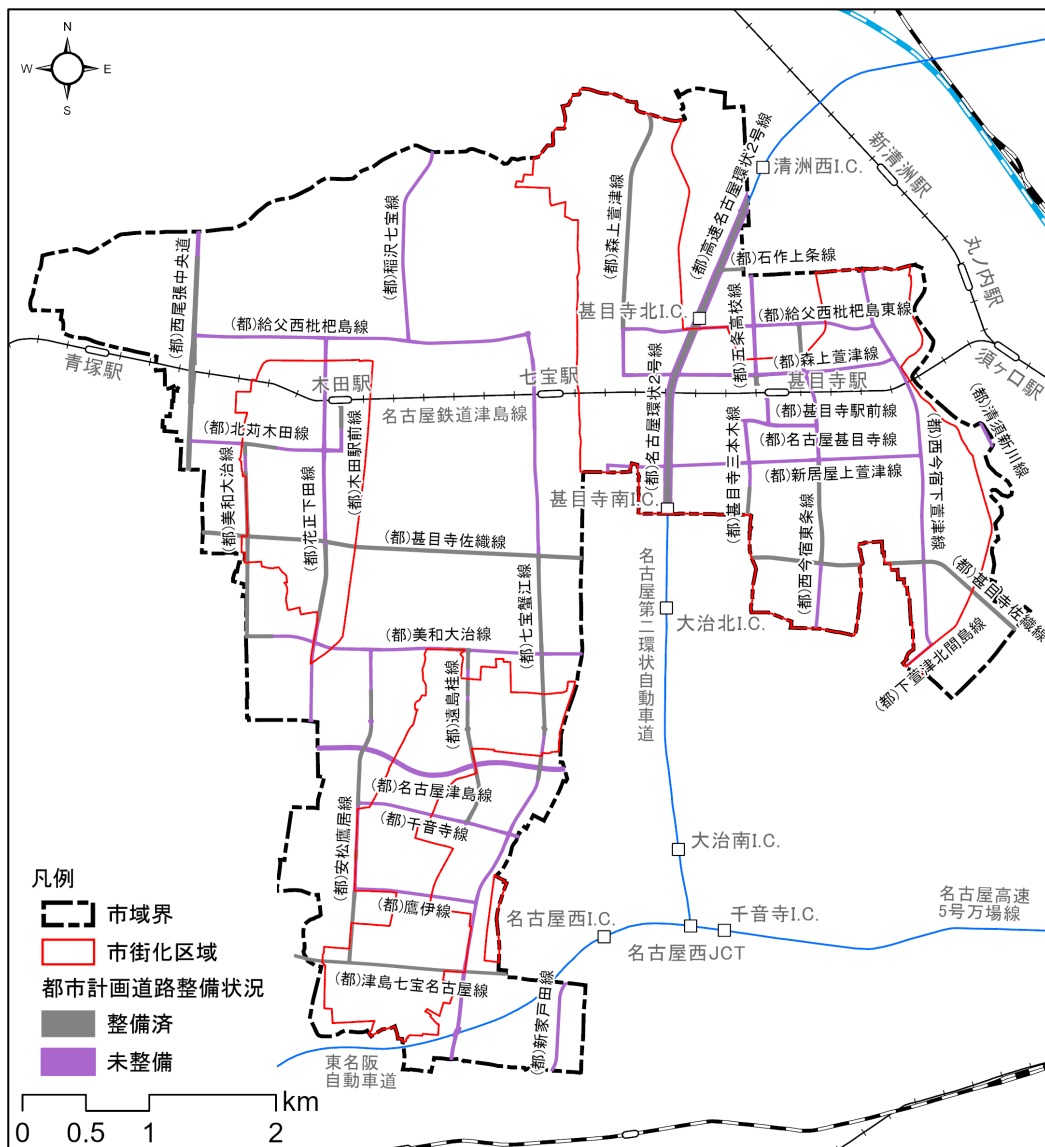 N
W
E
S
新清洲駅
清洲西I.C.
(都)高速名古屋環状2号線
(都)森上萱津線
丸ノ内駅
(都)稲沢七宝線
(都)西尾張中央道
(都)石作上条線
甚目寺北I.C.
(都)五条高校線
(都)給父西枇杷島東線
(都)給父西枇杷島線
(都)森上萱津線
須ヶ口駅
青塚駅
木田駅
七宝駅
甚目寺駅
名古屋鉄道津島線
(都)名古屋環状2号線
(都)甚目寺駅前線
(都)清須新川線
(都)北苅木田線
(都)木田駅前線
(都)名古屋甚目寺線
(都)西今宿下萱津線
(都)新居屋上萱津線
(都)甚目寺三本木線
甚目寺南I.C.
(都)美和大治線
(都)花正下田線
(都)甚目寺佐織線
(都)西今宿東条線
(都)甚目寺佐織線
名古屋第二環状自動車道
大治北I.C.
(都)七宝蟹江線
(都)美和大治線
(都)下萱津北間島線
(都)遠島桂線
(都)名古屋津島線
(都)千音寺線
(都)安松鷹居線
大治南I.C.
(都)鷹伊線
名古屋西I.C.
千音寺I.C.
名古屋高速
5号万場線
名古屋西JCT
(都)津島七宝名古屋線
(都)新家戸田線
東名阪
自動車道
凡例
市域界
市街化区域
都市計画道路整備状況
整備済
未整備
km
0 0.5 1 2